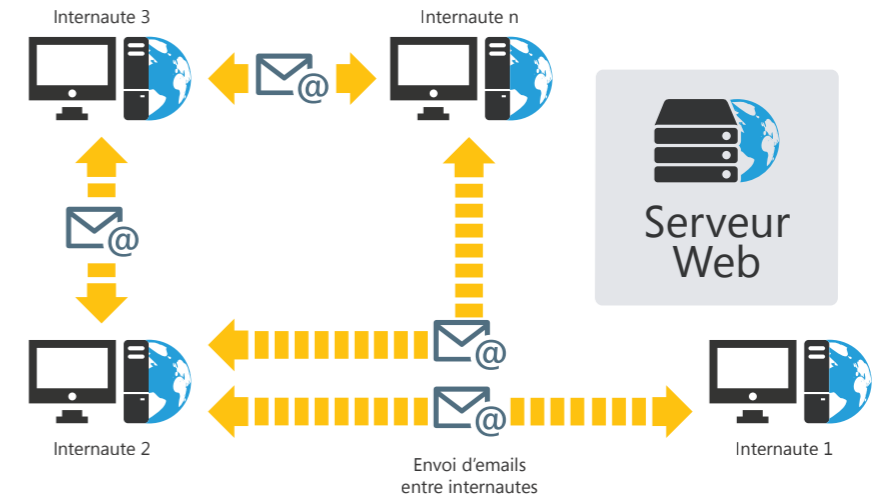 Internaute 3
Internaute n
@
@
Serveur
Web
@
@
Internaute 2
Internaute 1
Envoi d’emails
entre internautes